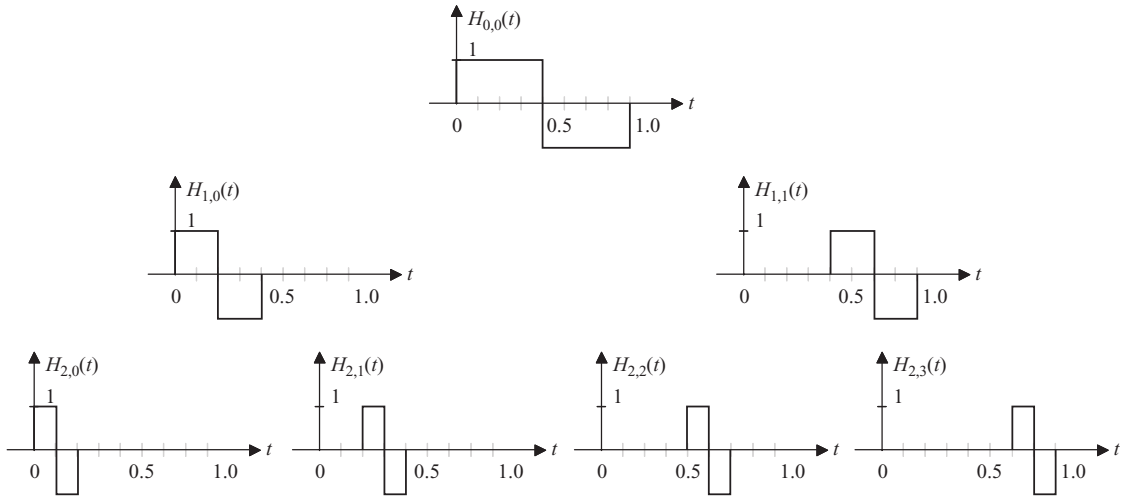 H0,0(t)
1
t
0 0.5 1.0
H1,0(t)
1
t
0 0.5 1.0
H1,1(t)
1
t
0 0.5 1.0
H2,0(t)
1
t
0 0.5 1.0
H2,1(t)
1
t
0 0.5 1.0
H2,2(t)
1
t
0 0.5 1.0
H2,3(t)
1
t
0 0.5 1.0